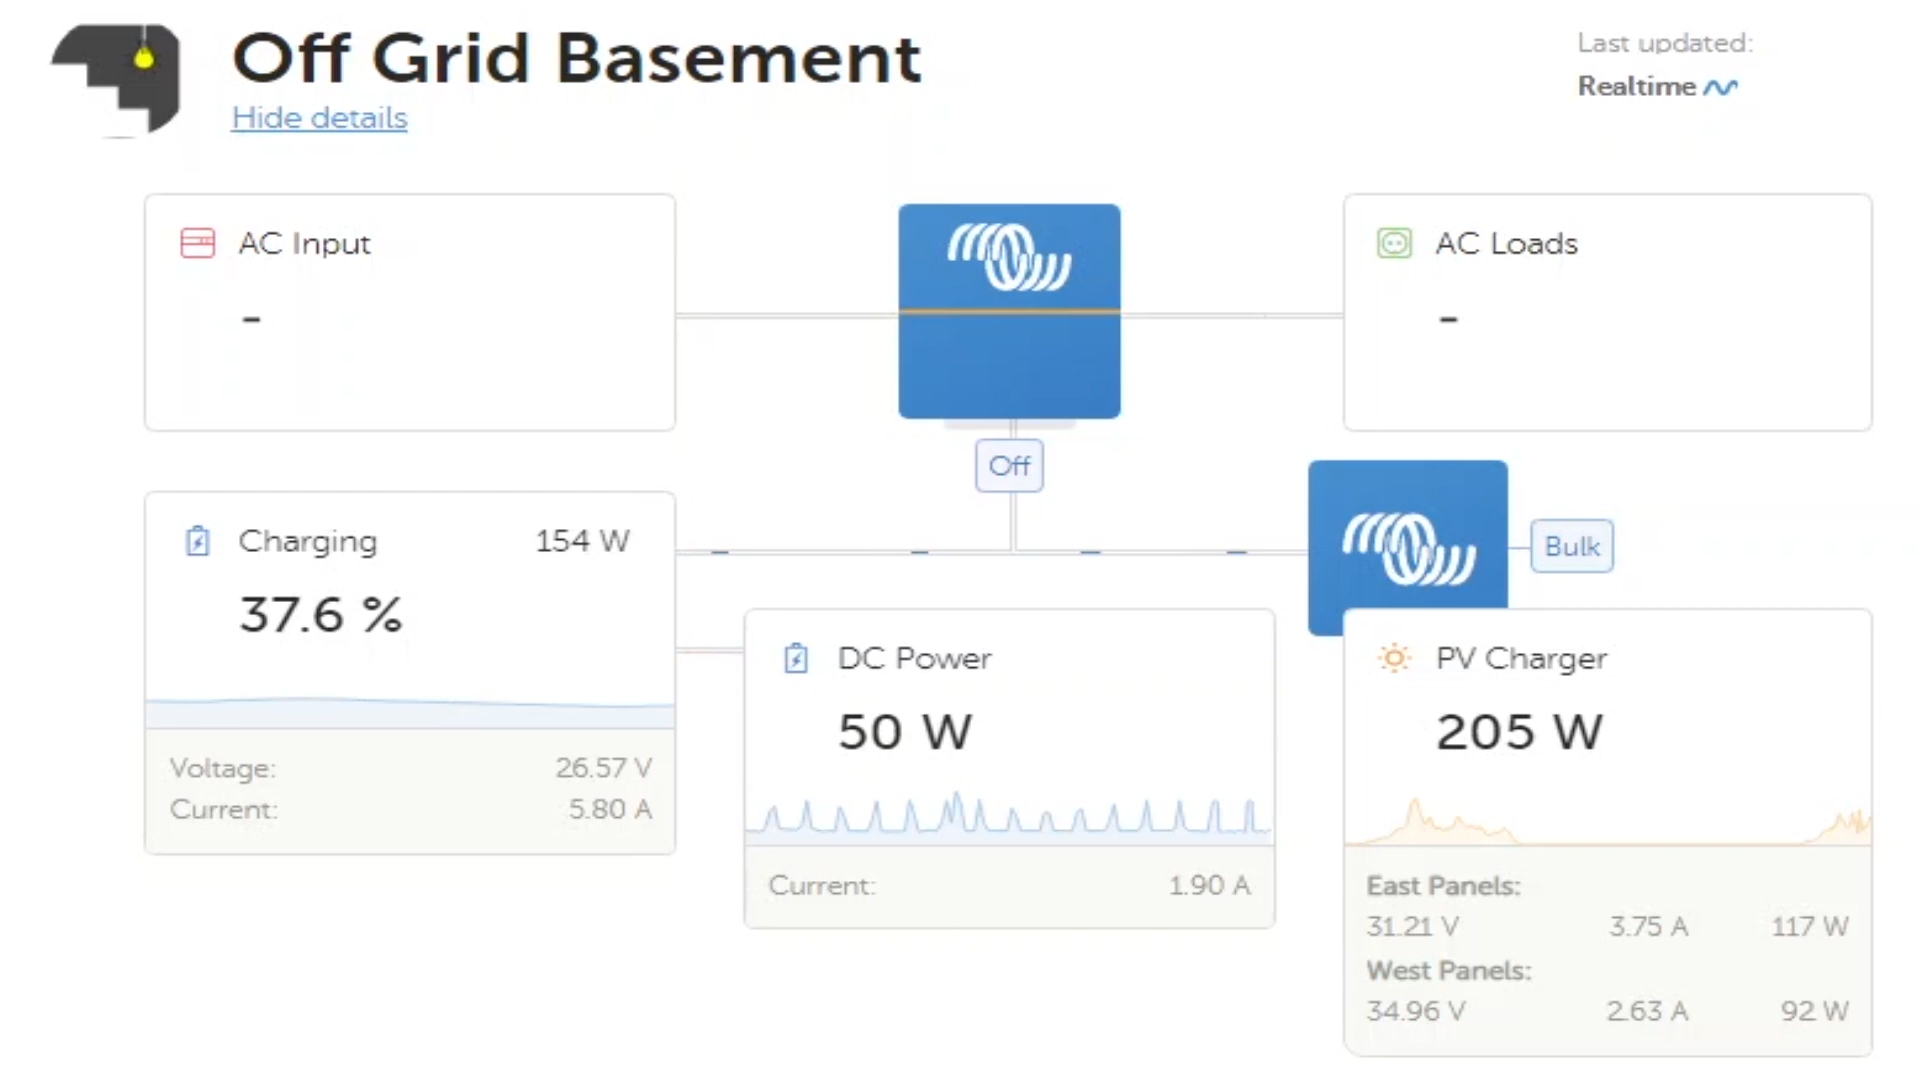 Off Grid Basement
Hide details
Last updated:
Realtime
AC Input
-
AC Loads
-
Off
Charging 154 W
37.6 %
Voltage: 26.57 V
Current: 5.80 A
Bulk
DC Power
50 W
Current: 1.90 A
PV Charger
205 W
East Panels:
31.21 V 3.75 A 117 W
West Panels:
34.96 V 2.63 A 92 W